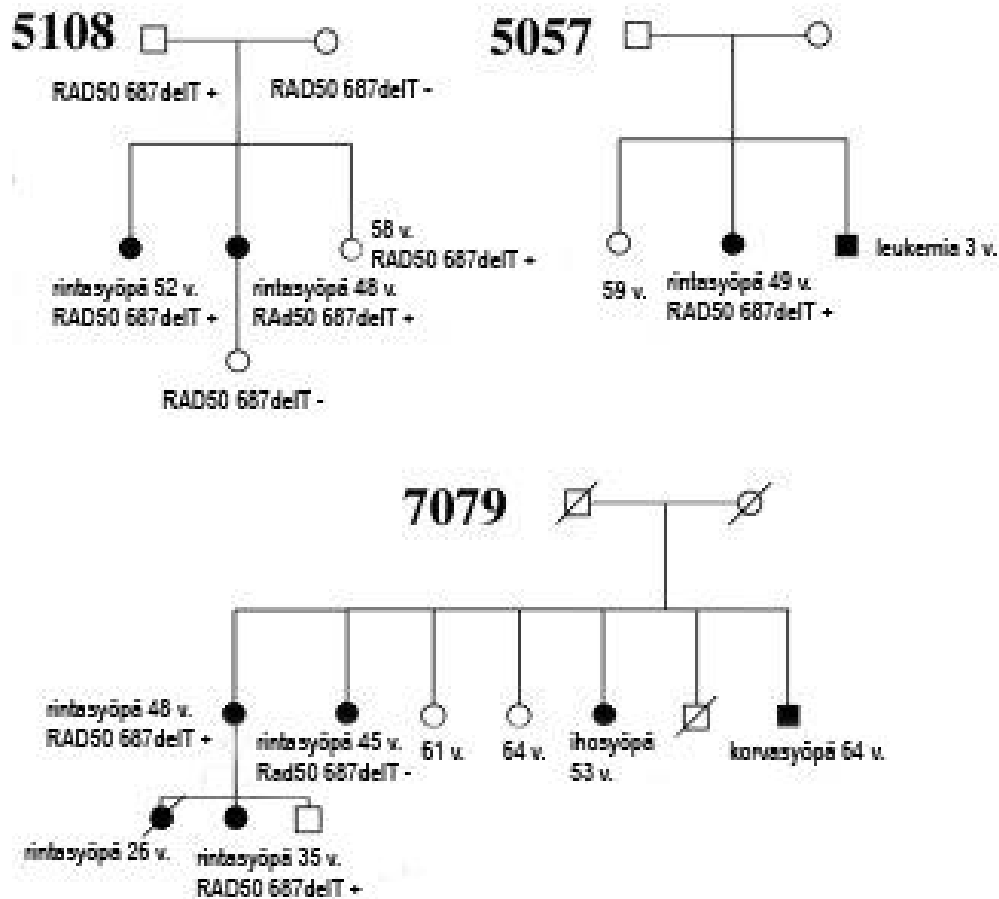 5108
5057
RAD50 687delT +
RAD50 687delT -
58 v.
RAD50 687delT +
rintasyöpä 52 v.
RAD50 687delT +
rintasyöpä 48 v.
RAd50 687delT +
RAD50 687delT -
59 v.
rintasyöpä 49 v.
RAD50 687delT +
leukemia 3 v.
7079
rintasyöpä 48 v.
RAD50 687delT +
rintasyöpä 45 v.
Rad50 687delT -
61 v.
64 v.
ihosyöpä
53 v.
korvasyöpä 64 v.
rintasyöpä 26 v.
rintasyöpä 35 v.
RAD50 687delT +